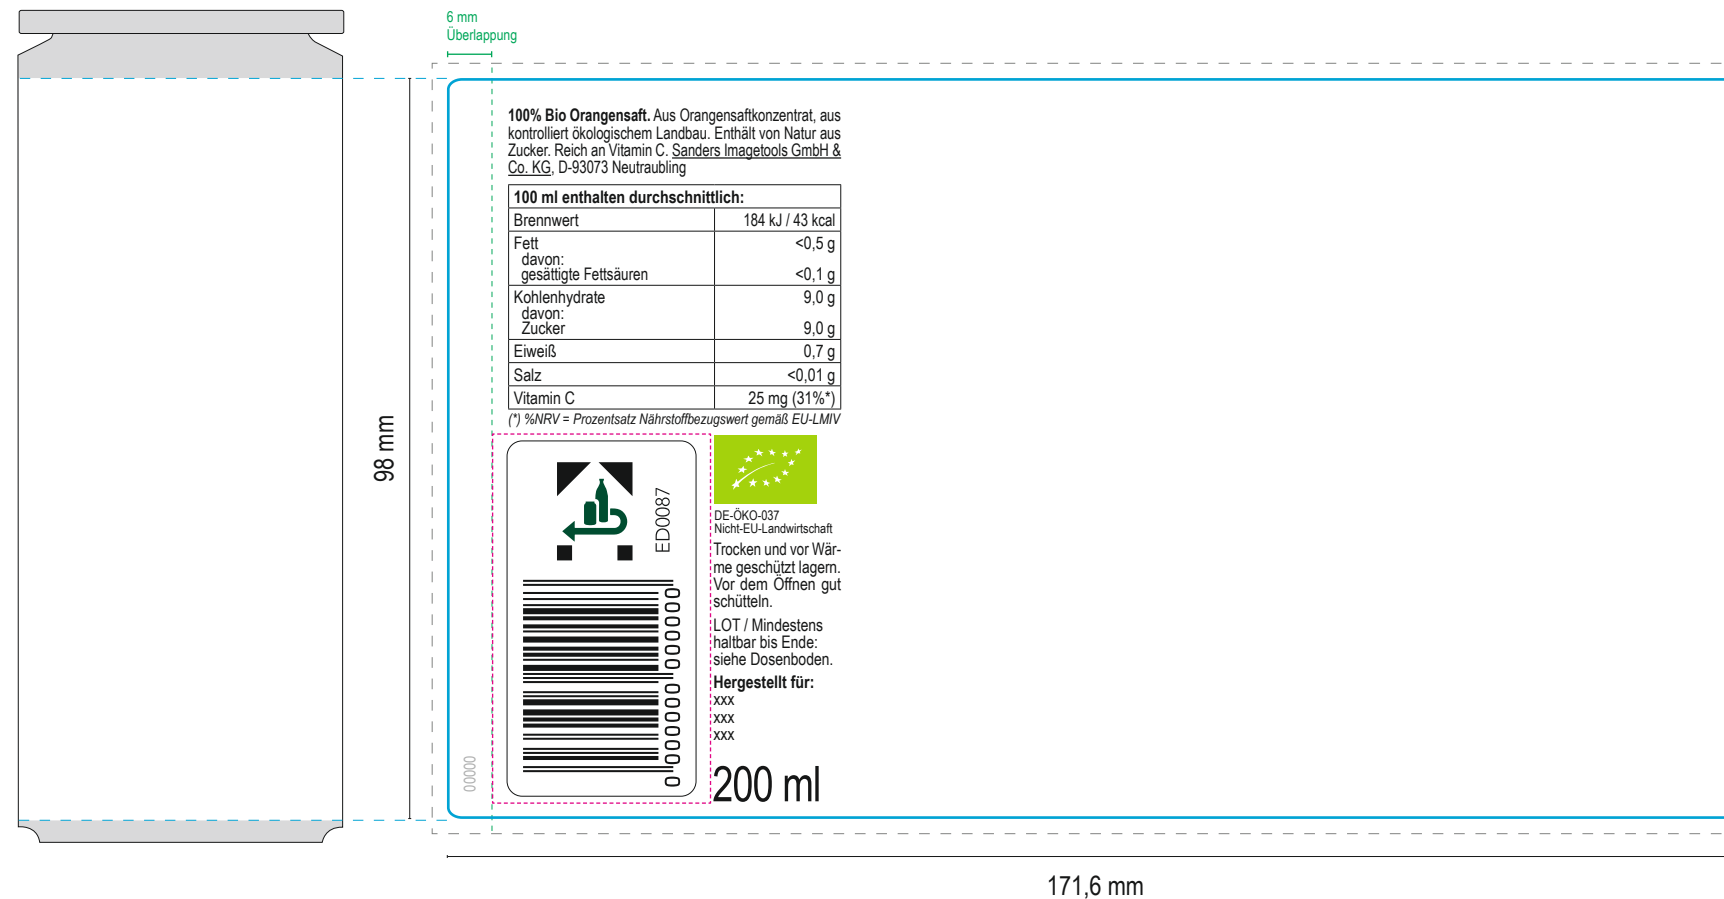 6 mm
Überlappung
100% Bio Orangensaft. Aus Orangensaftkonzentrat, aus
kontrolliert ökologischem Landbau. Enthält von Natur aus
Zucker. Reich an Vitamin C. Sanders Imagetools GmbH &
Co. KG, D-93073 Neutraubling
100 ml enthalten durchschnittlich:
Brennwert 184 kJ / 43 kcal
Fett <0,5 g
davon:
gesättigte Fettsäuren <0,1 g
Kohlenhydrate 9,0 g
davon:
Zucker 9,0 g
Eiweiß 0,7 g
Salz <0,01 g
Vitamin C 25 mg (31%*)
(*) %NRV = Prozentsatz Nährstoffbezugswert gemäß EU-LMIV
98 mm
ED0087
0 000000 000000
00000
DE-ÖKO-037
Nicht-EU-Landwirtschaft
Trocken und vor Wär-
me geschützt lagern.
Vor dem Öffnen gut
schütteln.
LOT / Mindestens
haltbar bis Ende:
siehe Dosenboden.
Hergestellt für:
xxx
xxx
xxx
200 ml
171,6 mm